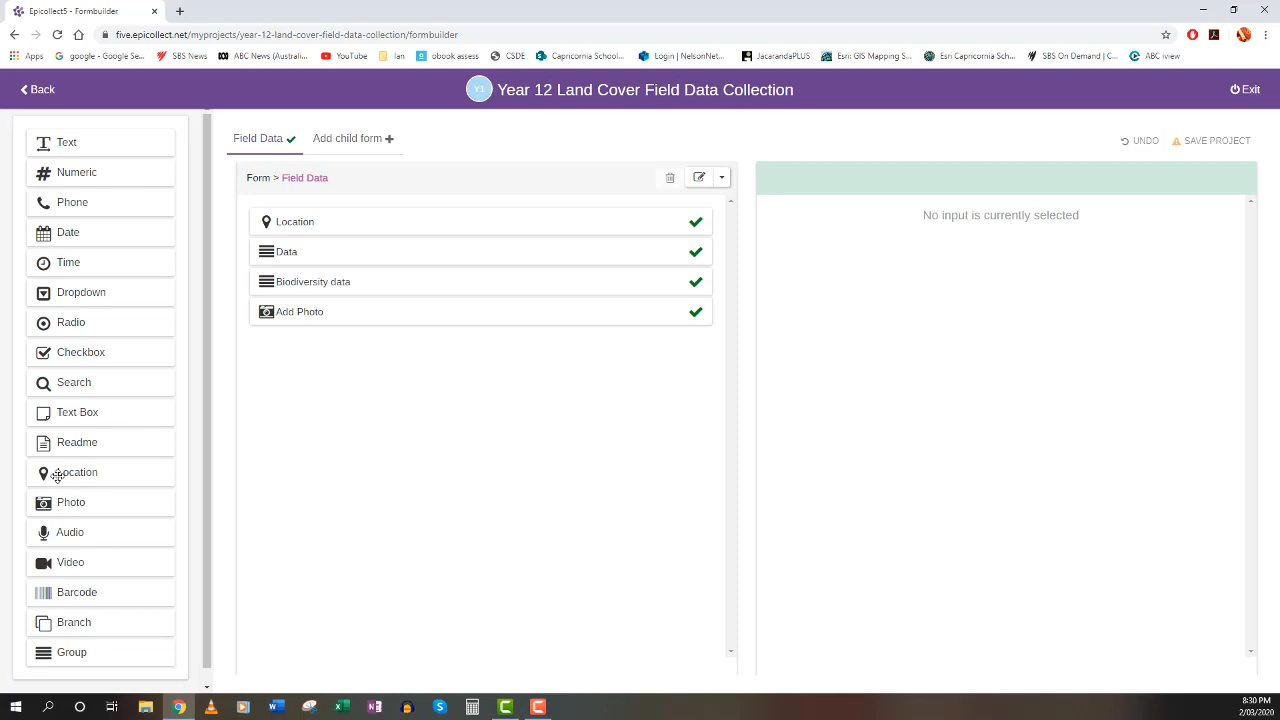 Epicollect5 - Formbuilder
five.epicollect.net/myprojects/year-12-land-cover-field-data-collection/formbuilder
Apps
google - Google Se...
SBS News
ABC News (Australi...
YouTube
Ian
obook assess
CSDE
Capricornia School...
Login | NelsonNet...
JacarandaPLUS
Esri: GIS Mapping S...
Esri Capricornia Sch...
SBS On Demand | C...
ABC iview
Back
Y1
Year 12 Land Cover Field Data Collection
Exit
Text
Numeric
Phone
Date
Time
Dropdown
Radio
Checkbox
Search
Text Box
Readme
Location
Photo
Audio
Video
Barcode
Branch
Group
Field Data
Add child form
UNDO
SAVE PROJECT
Form > Field Data
Location
Data
Biodiversity data
Add Photo
No input is currently selected
8:30 PM
2/03/2020